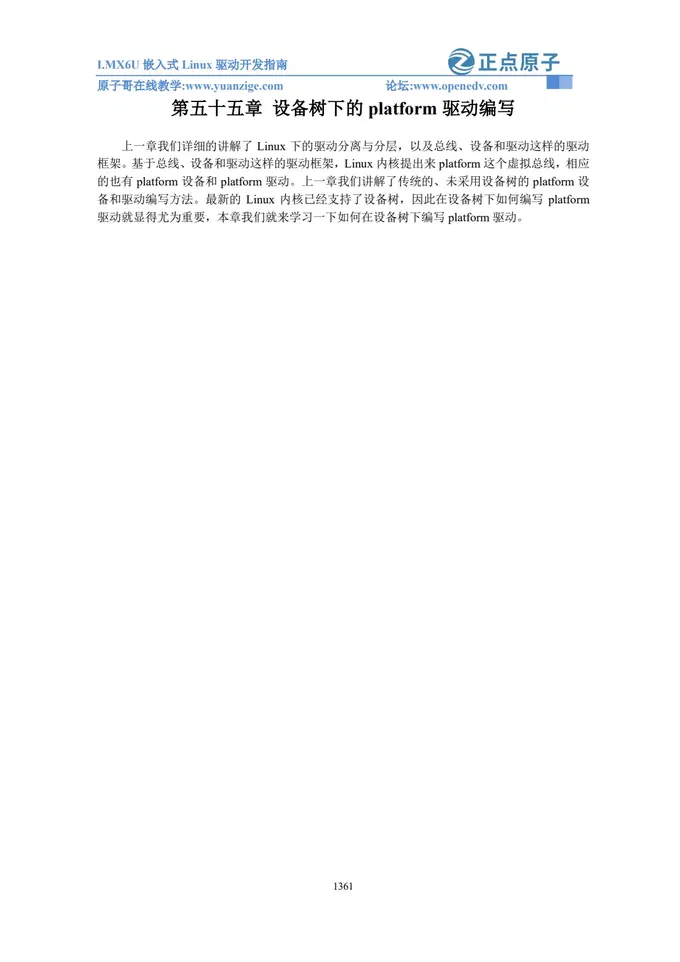 I.MX6U 嵌入式 Linux 驱动开发指南
正点原子
原子哥在线教学:www.yuanzige.com 论坛:www.openedv.com
第五十五章 设备树下的 platform 驱动编写
上一章我们详细的讲解了 Linux 下的驱动分离与分层，以及总线、设备和驱动这样的驱动
框架。基于总线、设备和驱动这样的驱动框架，Linux 内核提出来 platform 这个虚拟总线，相应
的也有 platform 设备和 platform 驱动。上一章我们讲解了传统的、未采用设备树的 platform 设
备和驱动编写方法。最新的 Linux 内核已经支持了设备树，因此在设备树下如何编写 platform
驱动就显得尤为重要，本章我们就来学习一下如何在设备树下编写 platform 驱动。
1361